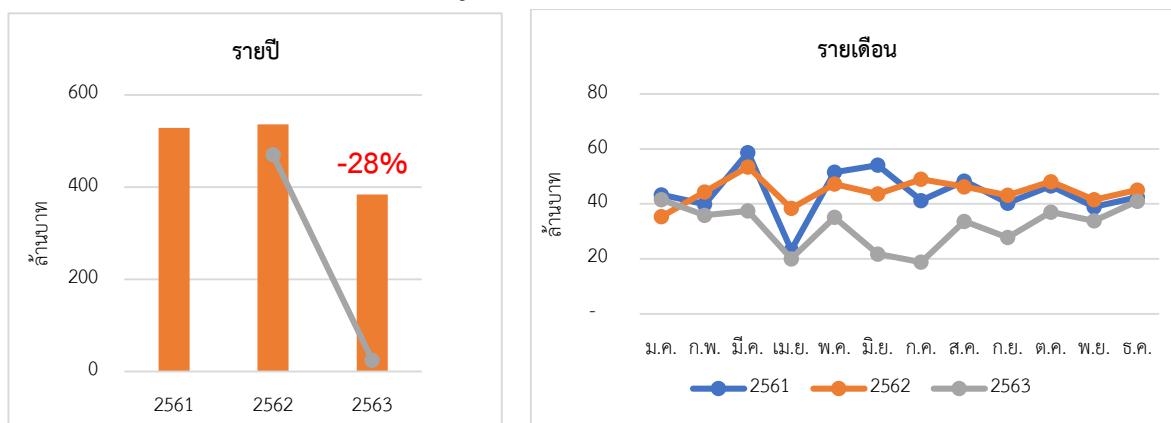 รายปี
ล้านบาท
600
400
200
0
-28%
2561 2562 2563
รายเดือน
ล้านบาท
80
60
40
20
-
ม.ค. ก.พ. มี.ค. เม.ย. พ.ค. มิ.ย. ก.ค. ส.ค. ก.ย. ต.ค. พ.ย. ธ.ค.
2561 2562 2563